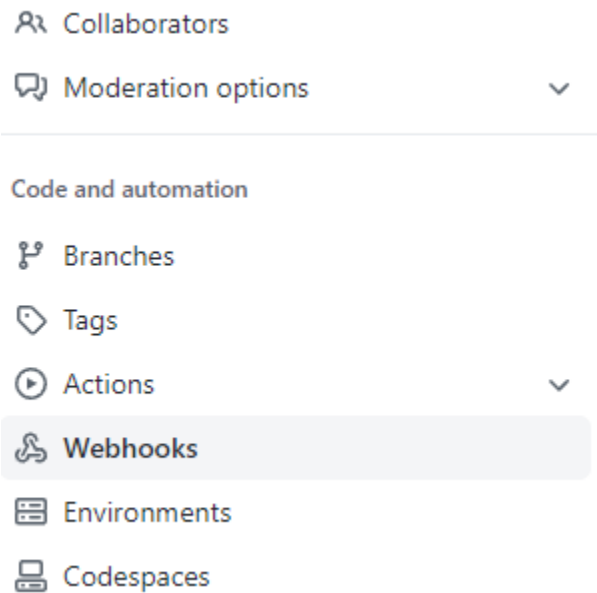 Collaborators
Moderation options
Code and automation
Branches
Tags
Actions
Webhooks
Environments
Codespaces